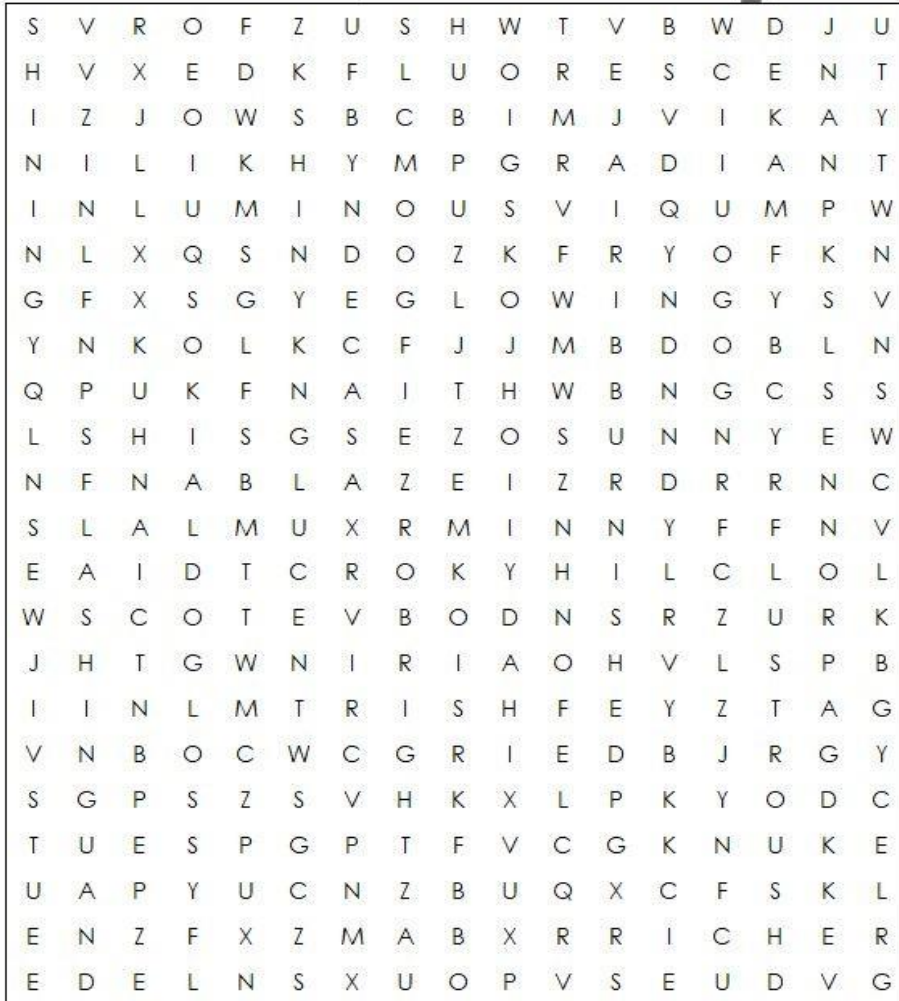 S V R O F Z U S H W T V B W D J U
H V X E D K F L U O R E S C E N T
I Z J O W S B C B I M J V I K A Y
N I L I K H Y M P G R A D I A N T
I N L U M I N O U S V I Q U M P W
N L X Q S N D O Z K F R Y O F K N
G F X S G Y E G L O W I N G Y S V
Y N K O L K C F J J M B D O B L N
Q P U K F N A I T H W B N G C S S
L S H I S G S E Z O S U N N Y E W
N F N A B L A Z E I Z R D R R N C
S L A L M U X R M I N N Y F F N V
E A I D T C R O K Y H I L C L O L
W S C O T E V B O D N S R Z U R K
J H T G W N I R I A O H V L S P B
I I N L M T R I S H F E Y Z T A G
V N B O C W C G R I E D B J R G Y
S G P S Z S V H K X L P K Y O D C
T U E S P G P T F V C G K N U K E
U A P Y U C N Z B U Q X C F S K L
E N Z F X Z M A B X R R I C H E R
E D E L N S X U O P V S E U D V G